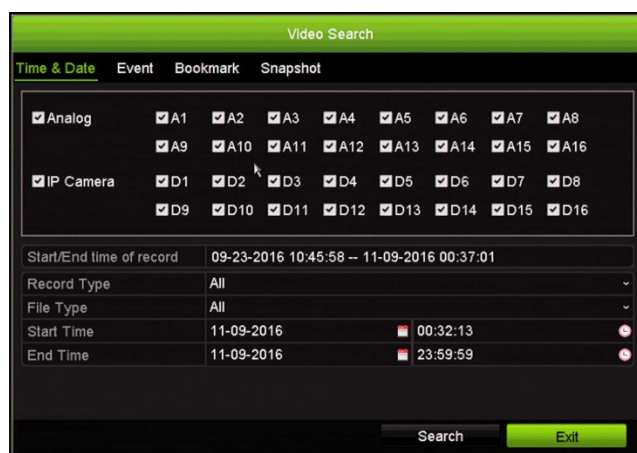 Video Search
Time & Date Event Bookmark Snapshot
Analog A1 A2 A3 A4 A5 A6 A7 A8
A9 A10 A11 A12 A13 A14 A15 A16
IP Camera D1 D2 D3 D4 D5 D6 D7 D8
D9 D10 D11 D12 D13 D14 D15 D16
Start/End time of record 09-23-2016 10:45:58 -- 11-09-2016 00:37:01
Record Type All
File Type All
Start Time 11-09-2016 00:32:13
End Time 11-09-2016 23:59:59
Search Exit